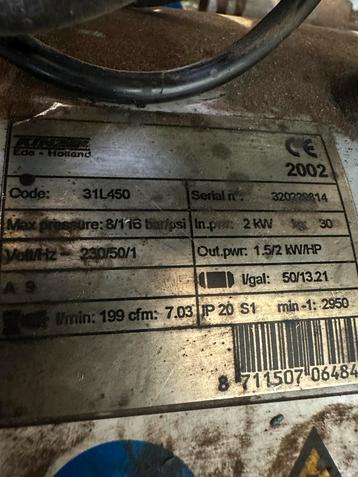 KINZO
Ede - Holland
CE
2002
Code: 31L450
Serial n°: 320229814
Max pressure: 8/116 bar/psi
In.pwr: 2 kW
kg: 30
Volt/Hz ~ 230/50/1
Out.pwr: 1.5/2 kW/HP
A 9
l/gal: 50/13.21
l/min: 199 cfm: 7.03
IP 20 S1 min -1: 2950
8 711507 06484